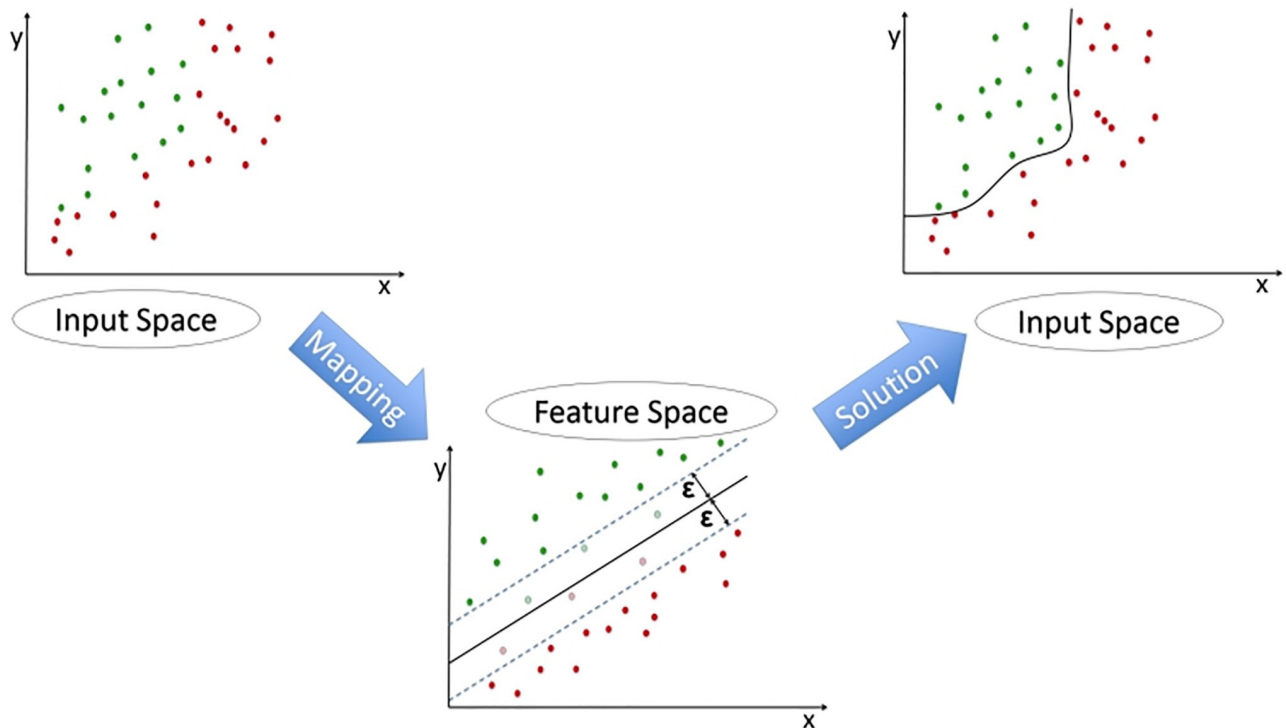 y
x
Input Space
Mapping
Feature Space
y
ε
ε
x
Solution
y
x
Input Space